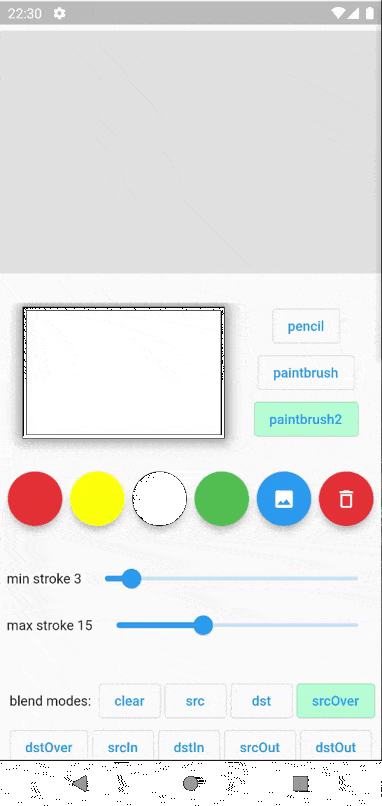 22:30
pencil
paintbrush
paintbrush2
min stroke 3
max stroke 15
blend modes: clear src dst srcOver
dstOver srcIn dstIn srcOut dstOut